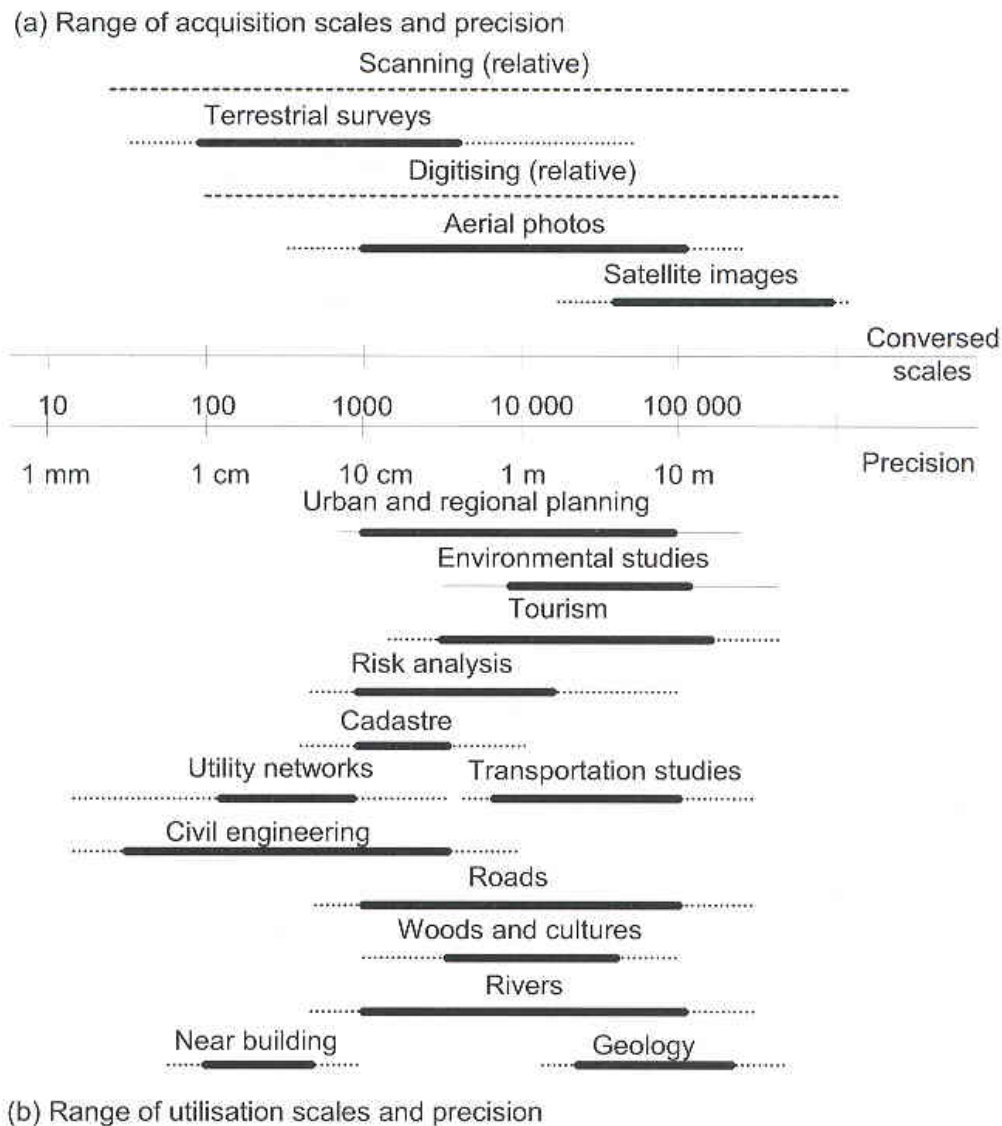 (a) Range of acquisition scales and precision
Scanning (relative)
Terrestrial surveys
Digitising (relative)
Aerial photos
Satellite images
Conversed
scales
10 100 1000 10 000 100 000
1 mm 1 cm 10 cm 1 m 10 m Precision
Urban and regional planning
Environmental studies
Tourism
Risk analysis
Cadastre
Utility networks Transportation studies
Civil engineering
Roads
Woods and cultures
Rivers
Near building Geology
(b) Range of utilisation scales and precision